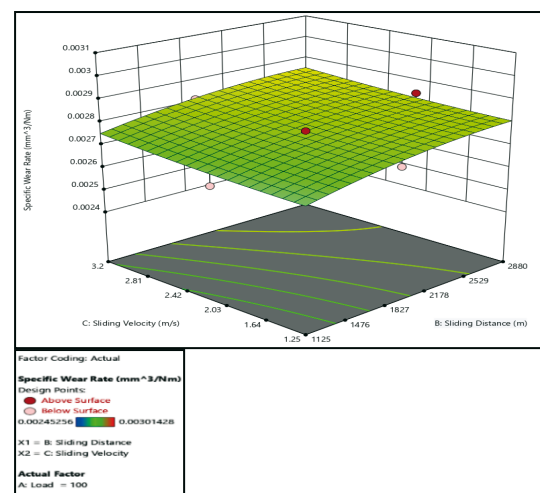 0.0031
0.003
0.0029
0.0028
0.0027
0.0026
0.0025
0.0024
Specific Wear Rate (mm^3/Nm)
3.2
2.81
2.42
2.03
1.64
1.25
C: Sliding Velocity (m/s)
1125
1476
1827
2178
2529
2880
B: Sliding Distance (m)
Factor Coding: Actual
Specific Wear Rate (mm^3/Nm)
Design Points:
Above Surface
Below Surface
0.00245256 0.00301428
X1 = B: Sliding Distance
X2 = C: Sliding Velocity
Actual Factor
A: Load = 100